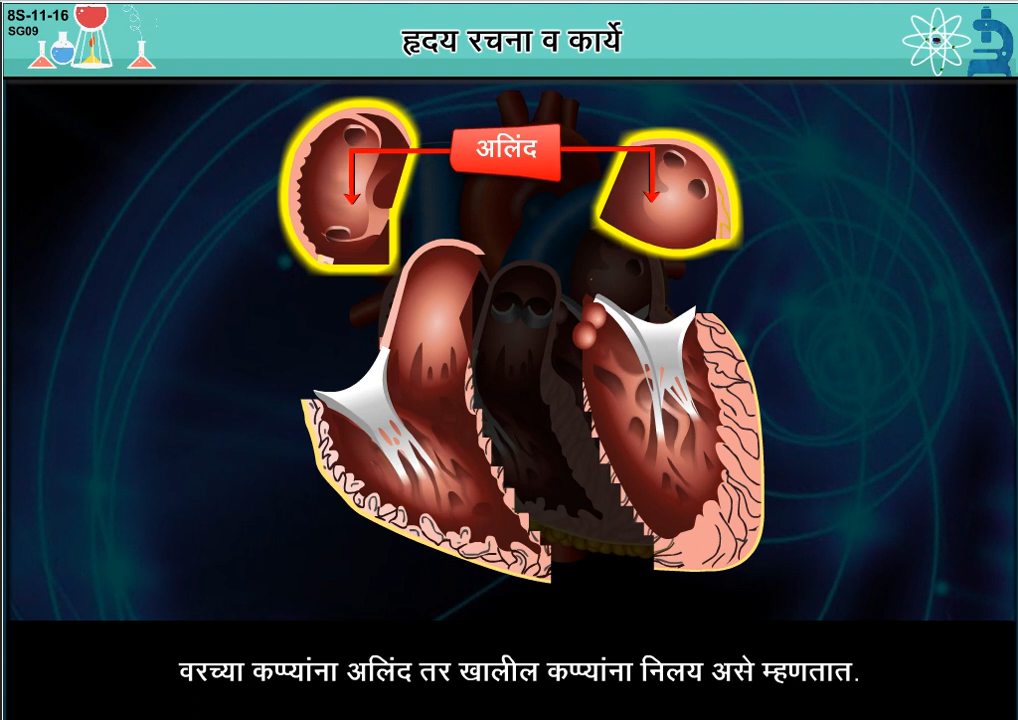 8S-11-16
SG09
हृदय रचना व कार्ये
अलिंद
वरच्या कप्प्यांना अलिंद तर खालील कप्प्यांना निलय असे म्हणतात.